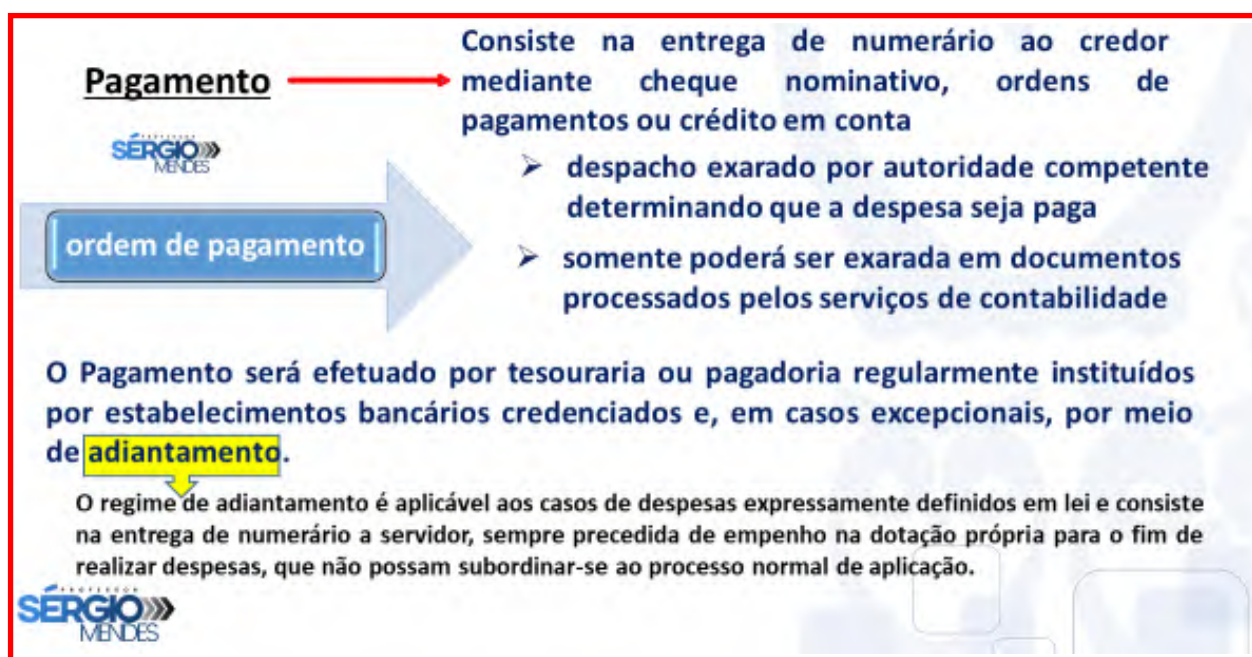 Pagamento
Consiste na entrega de numerário ao credor
mediante cheque nominativo, ordens de
pagamentos ou crédito em conta
PROFESSOR
SÉRGIO
MENDES
ordem de pagamento
➢ despacho exarado por autoridade competente
determinando que a despesa seja paga
➢ somente poderá ser exarada em documentos
processados pelos serviços de contabilidade
O Pagamento será efetuado por tesouraria ou pagadoria regularmente instituídos
por estabelecimentos bancários credenciados e, em casos excepcionais, por meio
de adiantamento.
O regime de adiantamento é aplicável aos casos de despesas expressamente definidos em lei e consiste
na entrega de numerário a servidor, sempre precedida de empenho na dotação própria para o fim de
realizar despesas, que não possam subordinar-se ao processo normal de aplicação.
PROFESSOR
SÉRGIO
MENDES